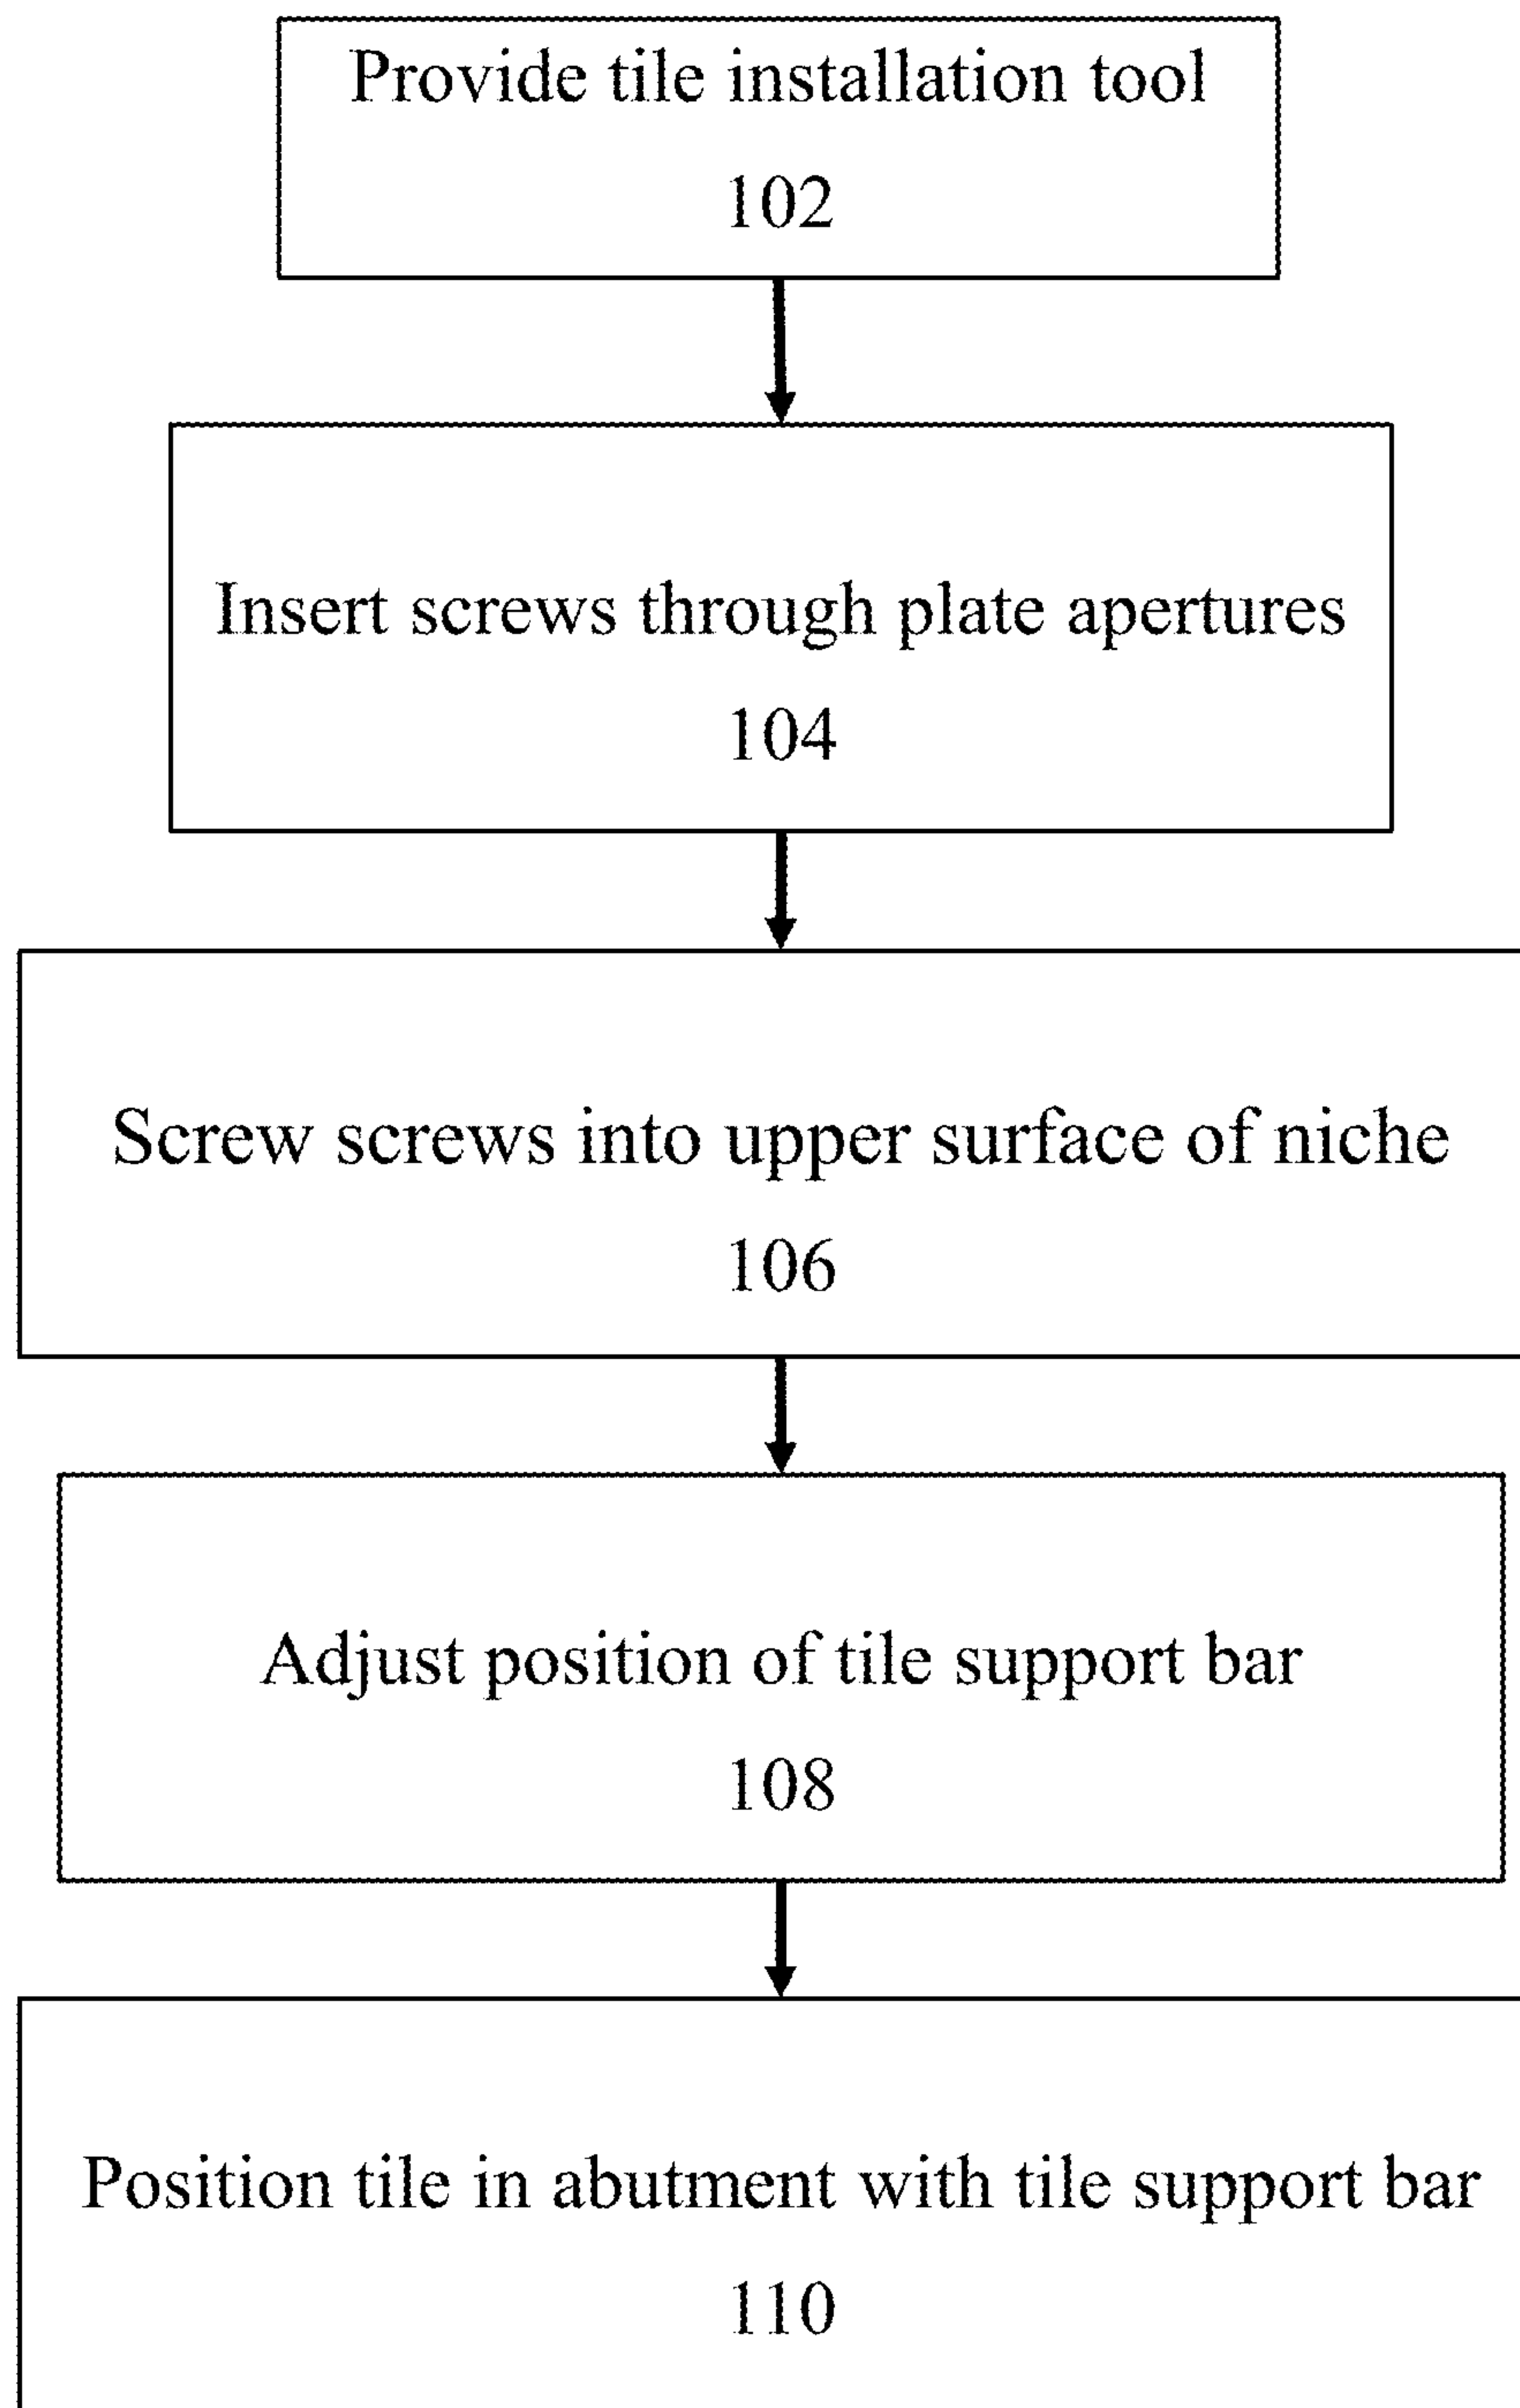 Provide tile installation tool
102
Insert screws through plate apertures
104
Screw screws into upper surface of niche
106
Adjust position of tile support bar
108
Position tile in abutment with tile support bar
110